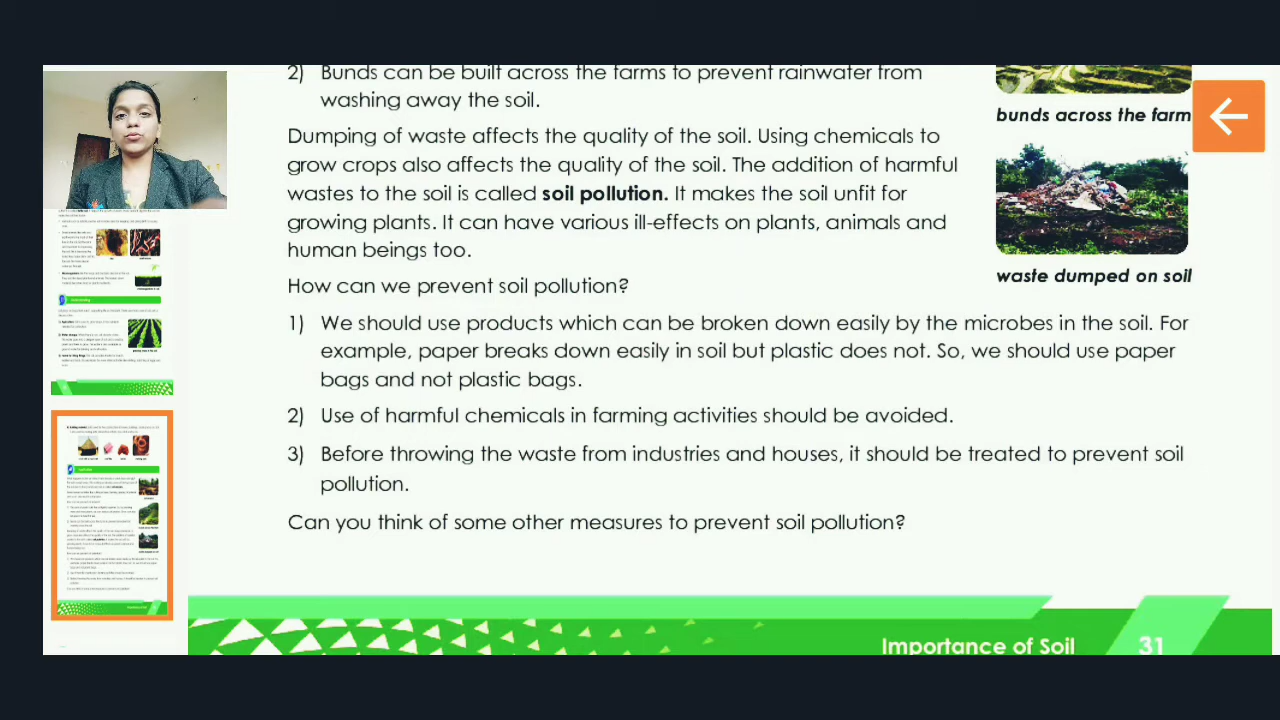 2) Bunds can be built across the farms to prevent rainwater from
washing away the soil.
bunds across the farm
Dumping of waste affects the quality of the soil. Using chemicals to
grow crops also affects the quality of the soil. The addition of harmful
wastes to the soil is called soil pollution. It makes the soil unfit for
growing plants. It can have various ill-effects on plants, animals and
human beings too.
waste dumped on soil
How can we prevent soil pollution?
1) We should use products which can be broken down easily by the microbes in the soil. For
example, paper breaks down easily in soil but plastic does not. So, we should use paper
bags and not plastic bags.
2) Use of harmful chemicals in farming activities should be avoided.
3) Before throwing the waste from industries and houses, it should be treated to prevent soil
pollution.
Can you think of some other measures to prevent soil pollution?
Importance of Soil 31